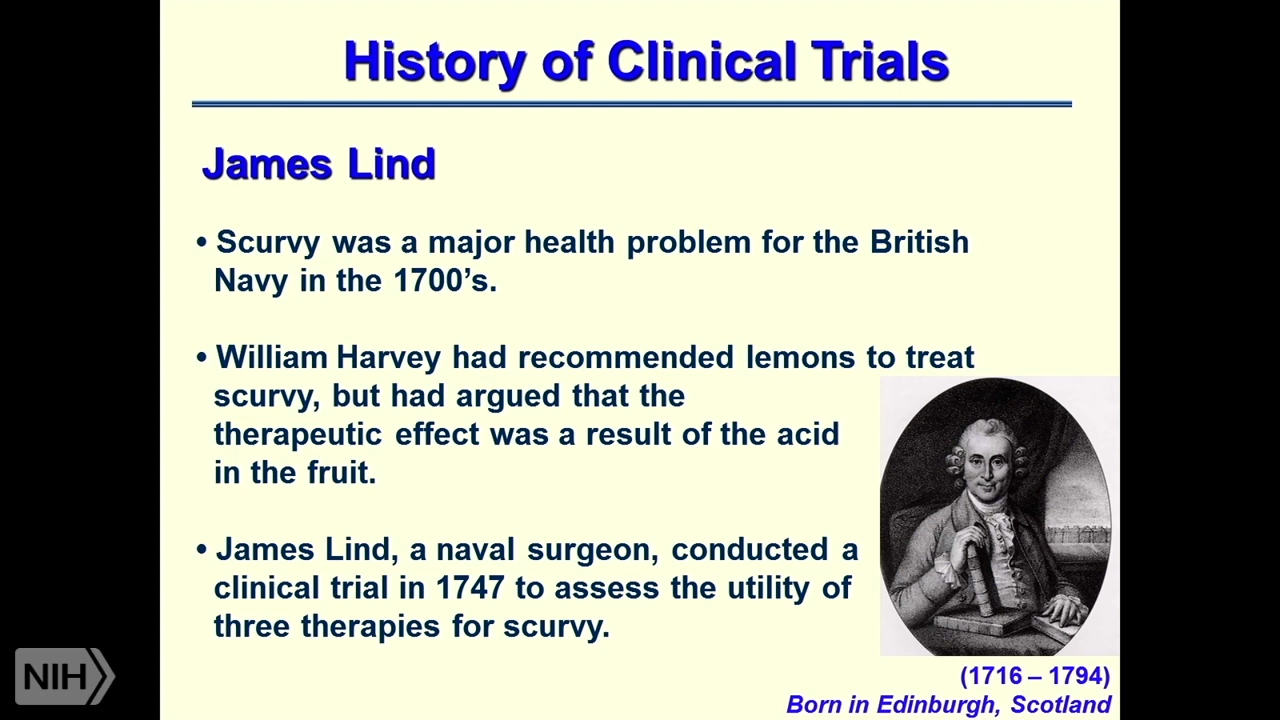 History of Clinical Trials
James Lind
• Scurvy was a major health problem for the British
Navy in the 1700’s.
• William Harvey had recommended lemons to treat
scurvy, but had argued that the
therapeutic effect was a result of the acid
in the fruit.
• James Lind, a naval surgeon, conducted a
clinical trial in 1747 to assess the utility of
three therapies for scurvy.
(1716 – 1794)
Born in Edinburgh, Scotland
NIH